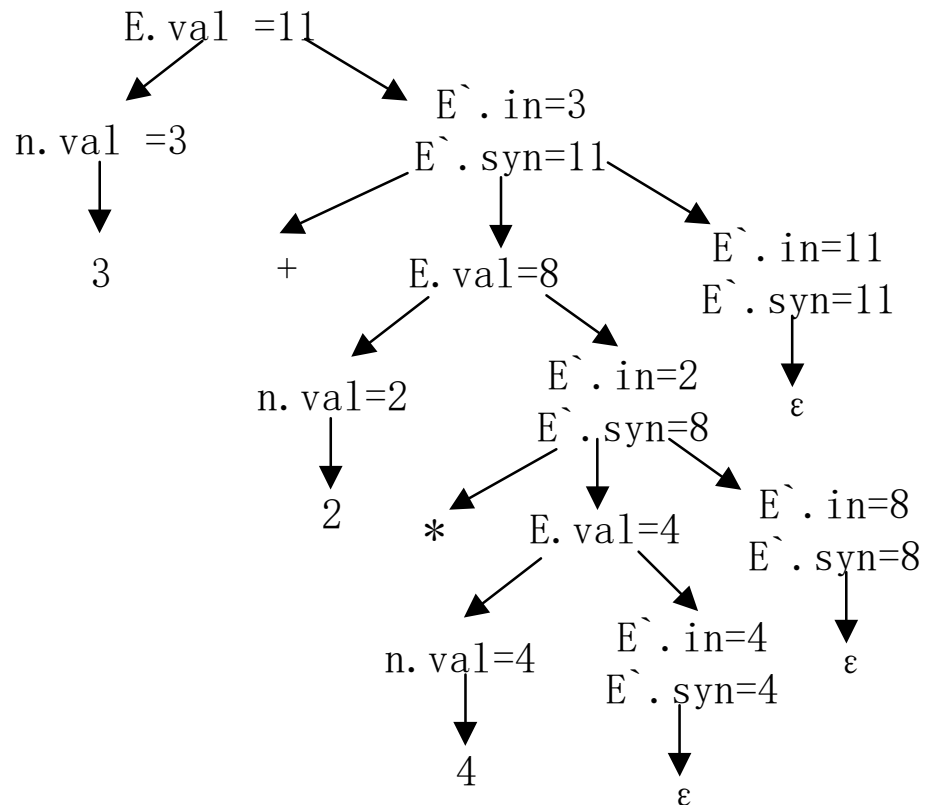 E.val =11
E`.in=3
n.val =3
E`.syn=11
E`.in=11
3
+
E.val=8
E`.syn=11
E`.in=2
n.val=2
ε
E`.syn=8
E`.in=8
2
*
E.val=4
E`.syn=8
E`.in=4
n.val=4
ε
E`.syn=4
4
ε